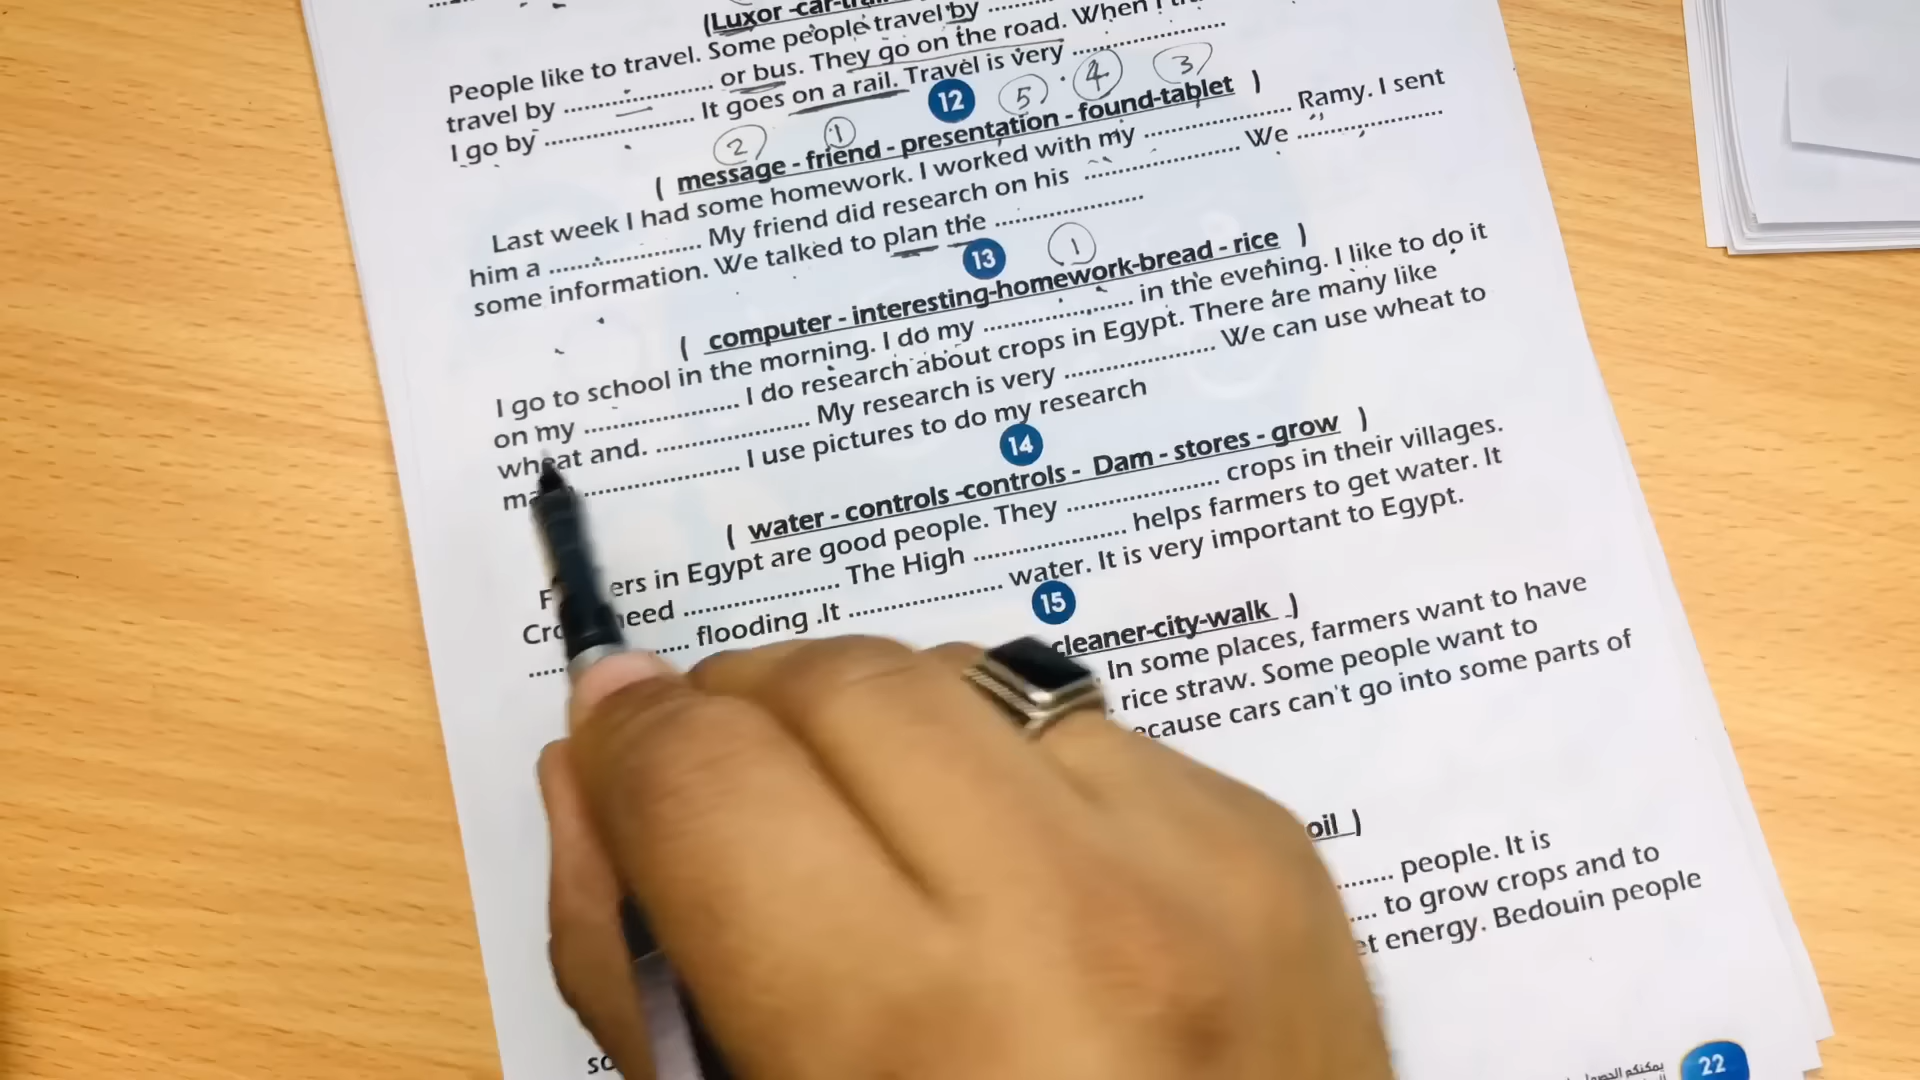 (Luxor -car-
People like to travel. Some people travel by ..........
travel by .................... or bus. They go on the road. When I
I go by .................... It goes on a rail. Travel is very ....................
12
5 4 3
2 1
( message - friend - presentation - found-tablet )
Last week I had some homework. I worked with my .................... Ramy. I sent
him a .................... My friend did research on his .................... We ....................
some information. We talked to plan the ....................
13
1
( computer - interesting-homework-bread - rice )
I go to school in the morning. I do my .................... in the evening. I like to do it
on my .................... I do research about crops in Egypt. There are many like
wheat and. .................... My research is very .................... We can use wheat to
.................... I use pictures to do my research
14
( water - controls -controls - Dam - stores - grow )
in Egypt are good people. They .................... crops in their villages.
need .................... The High .................... helps farmers to get water. It
.................... flooding .It .................... water. It is very important to Egypt.
15
cleaner-city-walk )
. In some places, farmers want to have
. rice straw. Some people want to
cars can't go into some parts of
oil )
........ people. It is
.... to grow crops and to
energy. Bedouin people
22